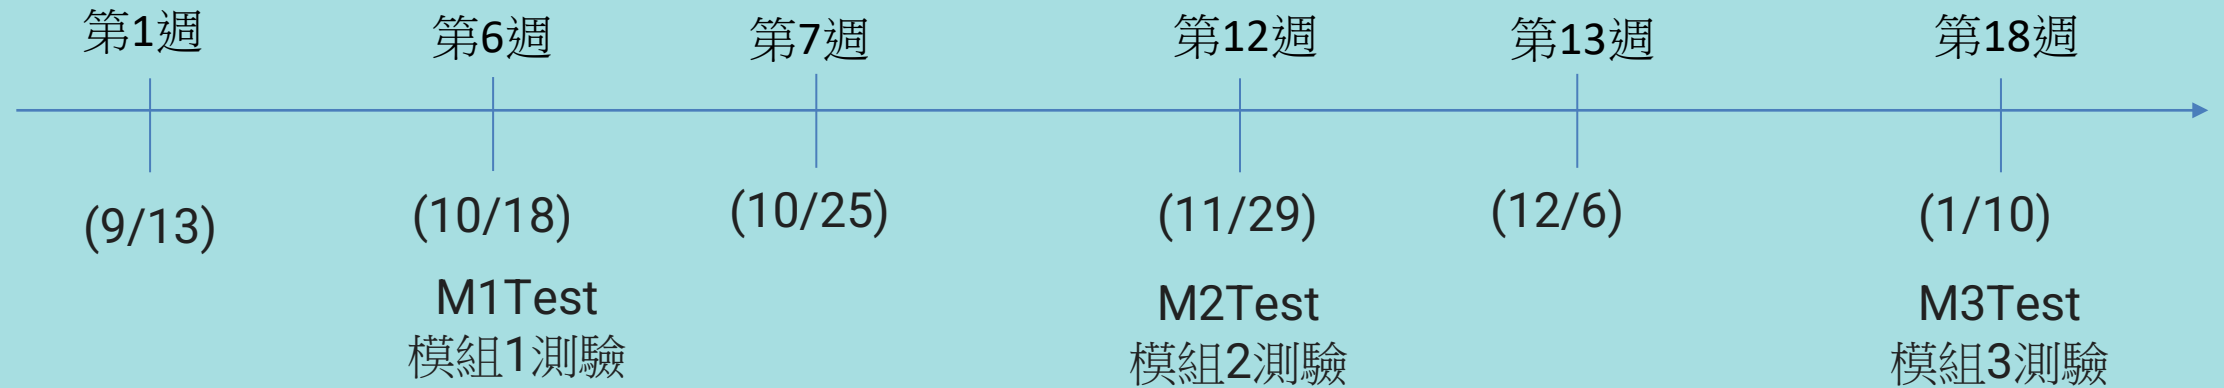 第1週
第6週
第7週
第12週
第13週
第18週
(9/13)
(10/18)
(10/25)
(11/29)
(12/6)
(1/10)
M1Test
模組1測驗
M2Test
模組2測驗
M3Test
模組3測驗